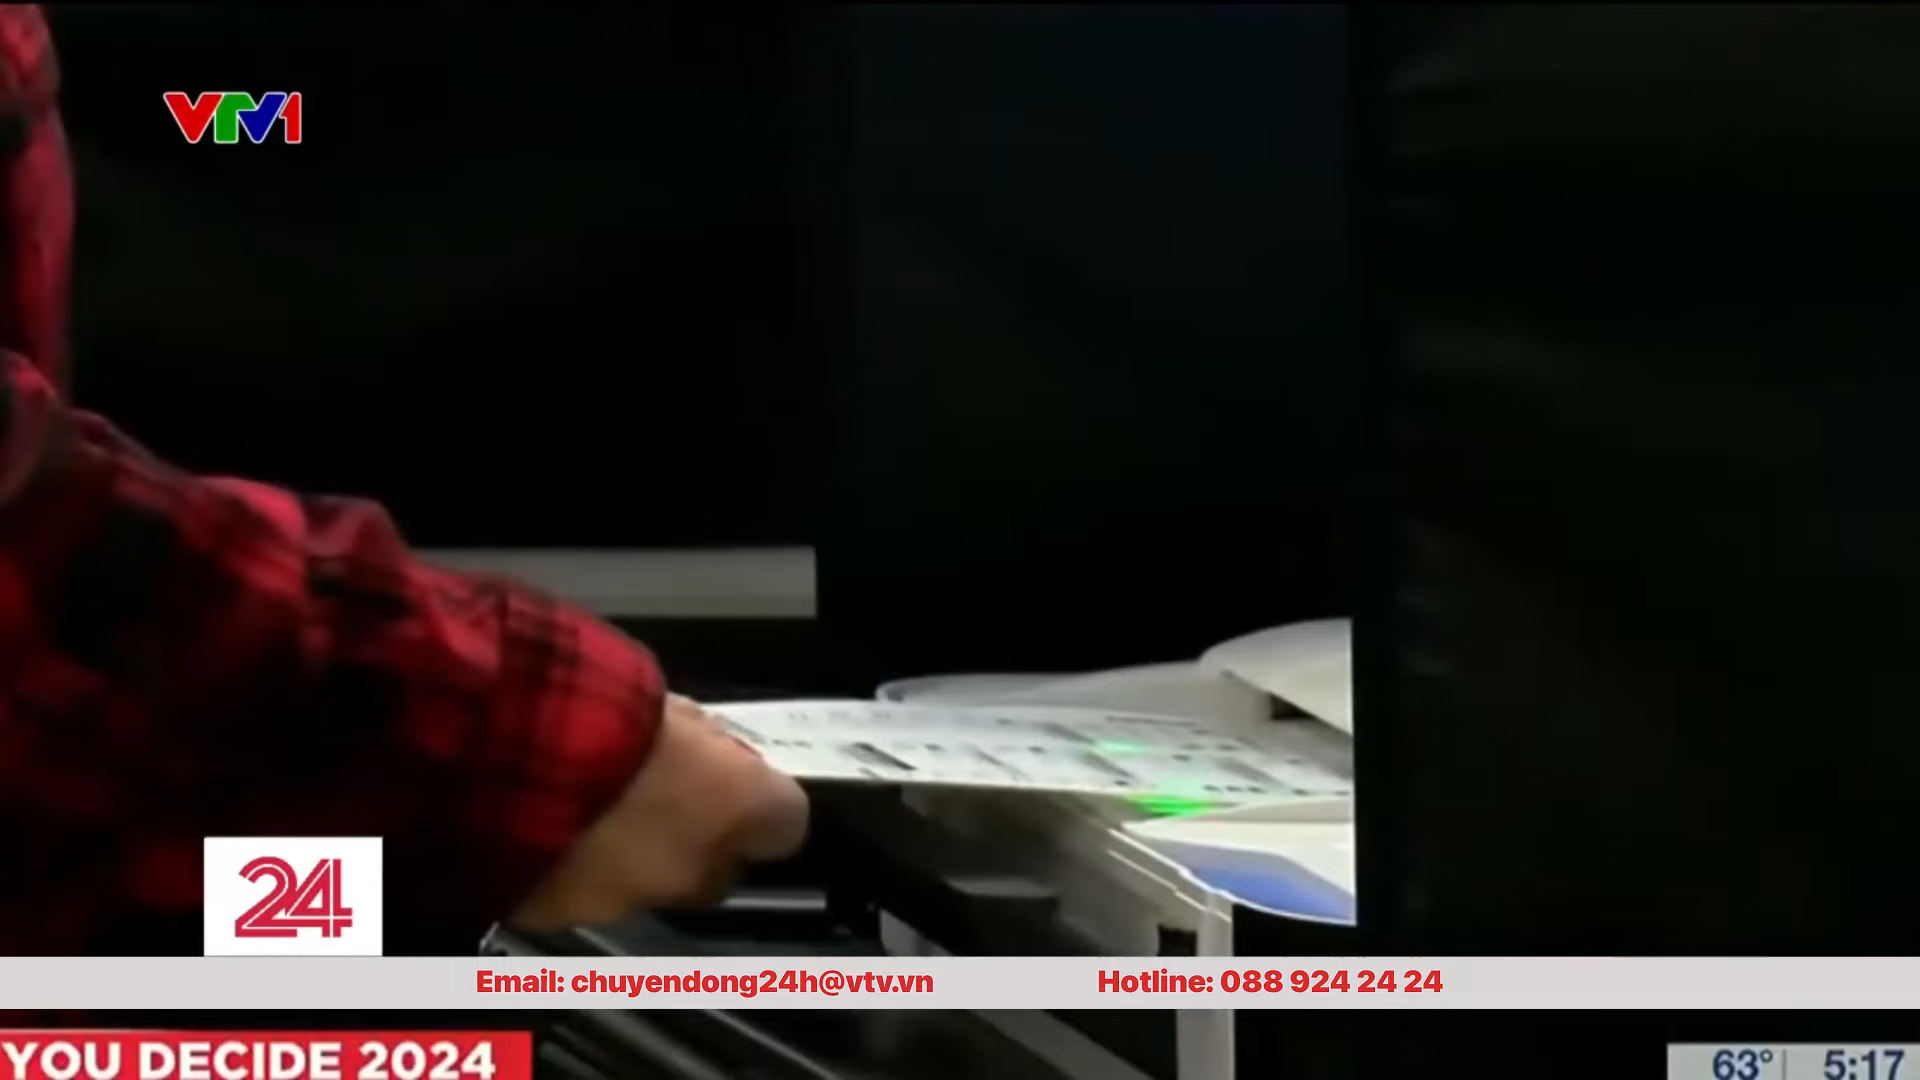 VTV1
24
Email: chuyendong24h@vtv.vn Hotline: 088 924 24 24
YOU DECIDE 2024
63° 5:17